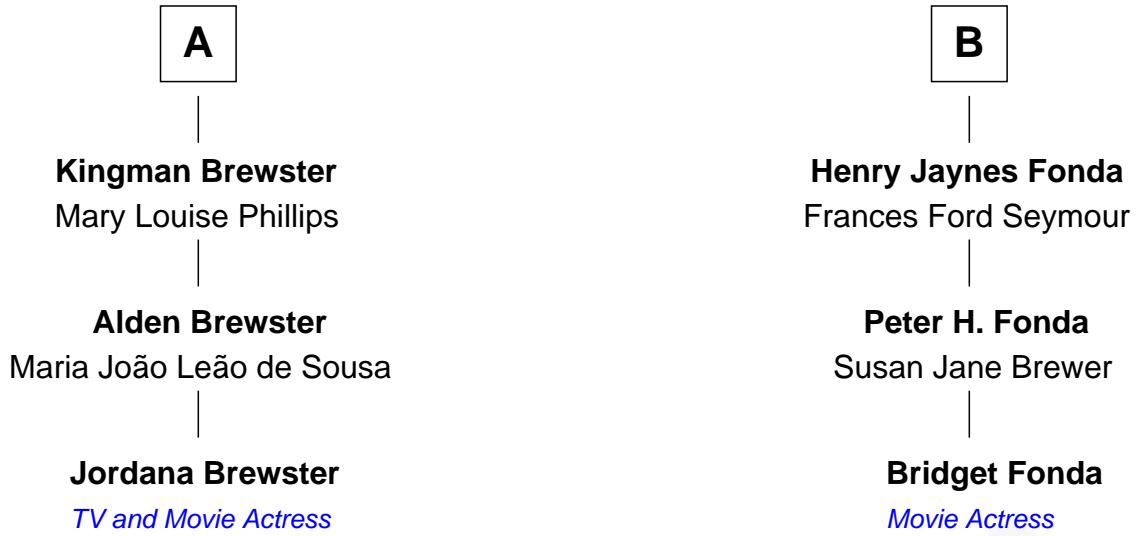 A
Kingman Brewster
Mary Louise Phillips
Alden Brewster
Maria João Leão de Sousa
Jordana Brewster
TV and Movie Actress
B
Henry Jaynes Fonda
Frances Ford Seymour
Peter H. Fonda
Susan Jane Brewer
Bridget Fonda
Movie Actress